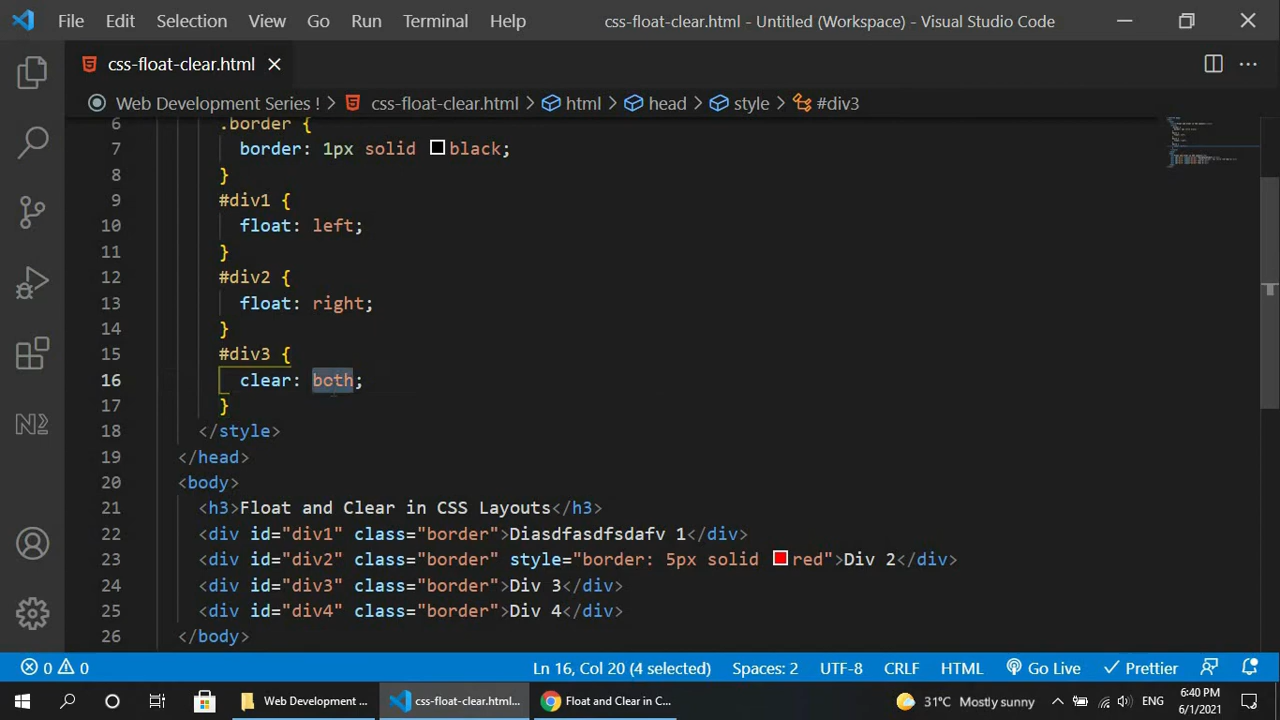 File Edit Selection View Go Run Terminal Help css-float-clear.html - Untitled (Workspace) - Visual Studio Code
css-float-clear.html
Web Development Series ! > css-float-clear.html > html > head > style > #div3
6 .border {
7 border: 1px solid black;
8 }
9 #div1 {
10 float: left;
11 }
12 #div2 {
13 float: right;
14 }
15 #div3 {
16 clear: both;
17 }
18 </style>
19 </head>
20 <body>
21 <h3>Float and Clear in CSS Layouts</h3>
22 <div id="div1" class="border">Diasdfasdfsdafv 1</div>
23 <div id="div2" class="border" style="border: 5px solid red">Div 2</div>
24 <div id="div3" class="border">Div 3</div>
25 <div id="div4" class="border">Div 4</div>
26 </body>
0 0 Ln 16, Col 20 (4 selected) Spaces: 2 UTF-8 CRLF HTML Go Live Prettier
Web Development ... css-float-clear.html... Float and Clear in C... 31°C Mostly sunny ENG 6:40 PM
6/1/2021